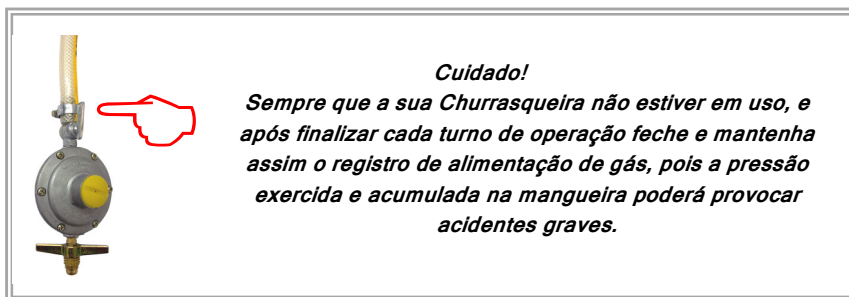 Cuidado!
Sempre que a sua Churrasqueira não estiver em uso, e
após finalizar cada turno de operação feche e mantenha
assim o registro de alimentação de gás, pois a pressão
exercida e acumulada na mangueira poderá provocar
acidentes graves.